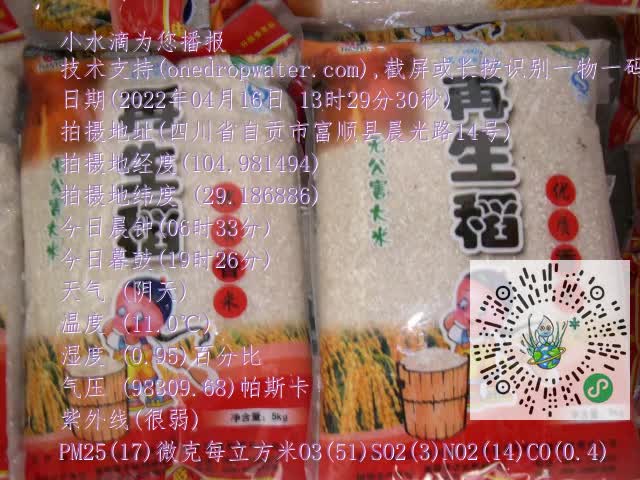 小水滴为您播报
技术支持(onedropwater.com),截屏或长按识别一物一码
日期(2022年04月16日 13时29分30秒)
拍摄地址(四川省自贡市富顺县晨光路14号)
拍摄地经度(104.981494)
拍摄地纬度 (29.186886)
今日晨钟(06时33分)
今日暮鼓(19时26分)
天气 (阴天)
温度 (11.0℃)
湿度 (0.95)百分比
气压 (98309.68)帕斯卡
紫外线(很弱)
PM25(17)微克每立方米O3(51)SO2(3)NO2(14)CO(0.4)
再生稻
优质
米
净含量: 5kg
净含量: